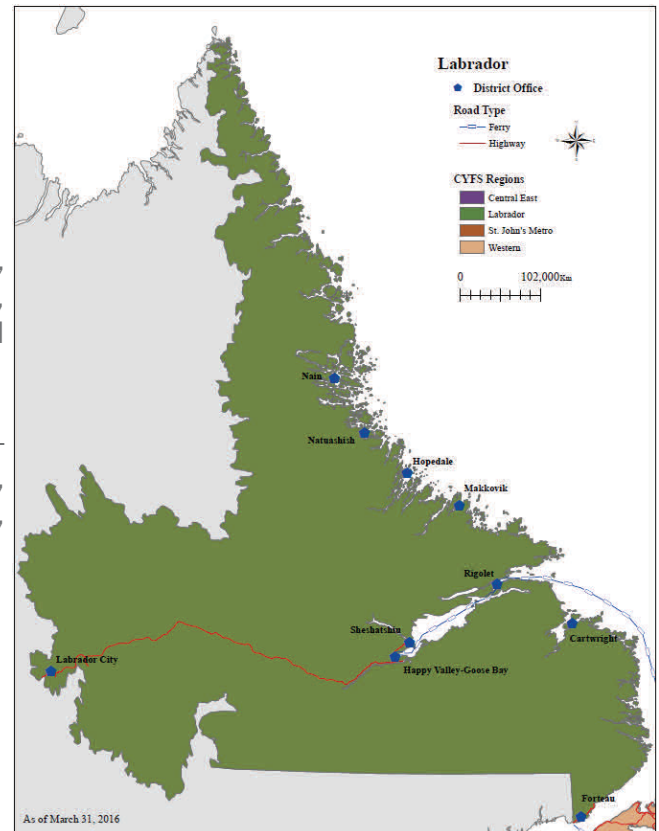 Labrador
District Office
Road Type
Ferry
Highway
CYFS Regions
Central East
Labrador
St. John's Metro
Western
0 102,000Km
Nain
Natuashish
Hopedale
Makkovik
Rigolet
Sheshatshiu
Cartwright
Labrador City
Happy Valley-Goose Bay
Forteau
As of March 31, 2016